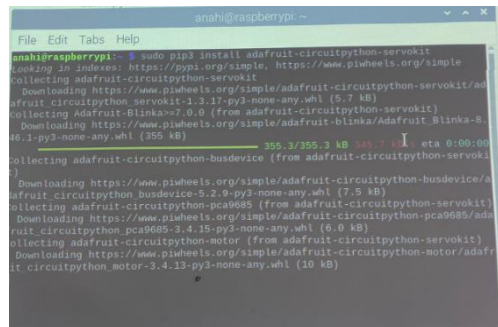 anahi@raspberrypi: ~
File Edit Tabs Help
anahi@raspberrypi:~ $ sudo pip3 install adafruit-circuitpython-servokit
Looking in indexes: https://pypi.org/simple, https://www.piwheels.org/simple
Collecting adafruit-circuitpython-servokit
Downloading https://www.piwheels.org/simple/adafruit-circuitpython-servokit/ad
afruit_circuitpython_servokit-1.3.17-py3-none-any.whl (5.7 kB)
Collecting Adafruit-Blinka>=7.0.0 (from adafruit-circuitpython-servokit)
Downloading https://www.piwheels.org/simple/adafruit-blinka/Adafruit_Blinka-8.
46.1-py3-none-any.whl (355 kB)
355.3/355.3 kB 545.7 kB/s eta 0:00:00
Collecting adafruit-circuitpython-busdevice (from adafruit-circuitpython-servoki
t)
Downloading https://www.piwheels.org/simple/adafruit-circuitpython-busdevice/a
dafruit_circuitpython_busdevice-5.2.9-py3-none-any.whl (7.5 kB)
Collecting adafruit-circuitpython-pca9685 (from adafruit-circuitpython-servokit)
Downloading https://www.piwheels.org/simple/adafruit-circuitpython-pca9685/ada
fruit_circuitpython_pca9685-3.4.15-py3-none-any.whl (6.0 kB)
Collecting adafruit-circuitpython-motor (from adafruit-circuitpython-servokit)
Downloading https://www.piwheels.org/simple/adafruit-circuitpython-motor/adafr
uit_circuitpython_motor-3.4.13-py3-none-any.whl (10 kB)